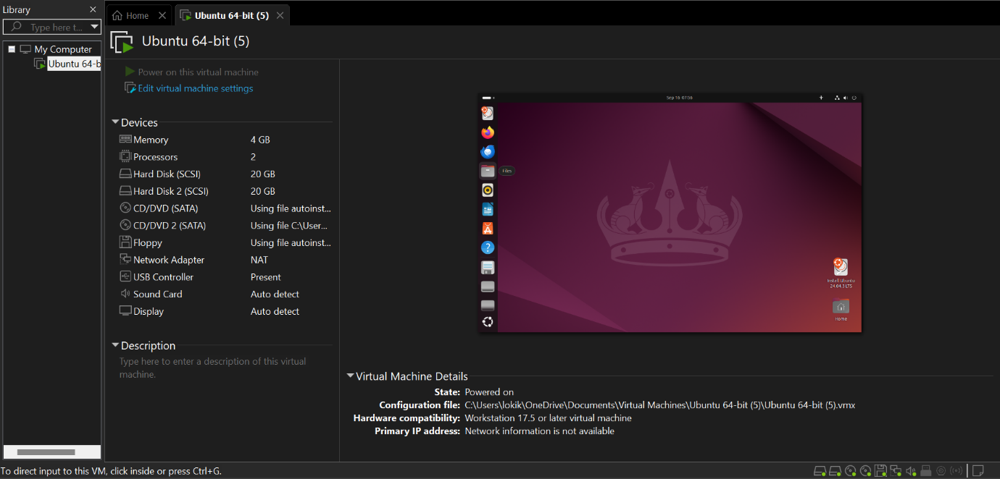 Library
Home
Ubuntu 64-bit (5)
Type here t...
Ubuntu 64-bit (5)
My Computer
Ubuntu 64-b
Power on this virtual machine
Edit virtual machine settings
Devices
Memory 4 GB
Processors 2
Hard Disk (SCSI) 20 GB
Hard Disk 2 (SCSI) 20 GB
CD/DVD (SATA) Using file autoinst...
CD/DVD 2 (SATA) Using file C:\User...
Floppy Using file autoinst...
Network Adapter NAT
USB Controller Present
Sound Card Auto detect
Display Auto detect
Description
Type here to enter a description of this virtual
machine.
Sep 16 07:56
Files
Install Ubuntu
24.04.3 LTS
Home
Virtual Machine Details
State: Powered on
Configuration file: C:\Users\lokik\OneDrive\Documents\Virtual Machines\Ubuntu 64-bit (5)\Ubuntu 64-bit (5).vmx
Hardware compatibility: Workstation 17.5 or later virtual machine
Primary IP address: Network information is not available
To direct input to this VM, click inside or press Ctrl+G.